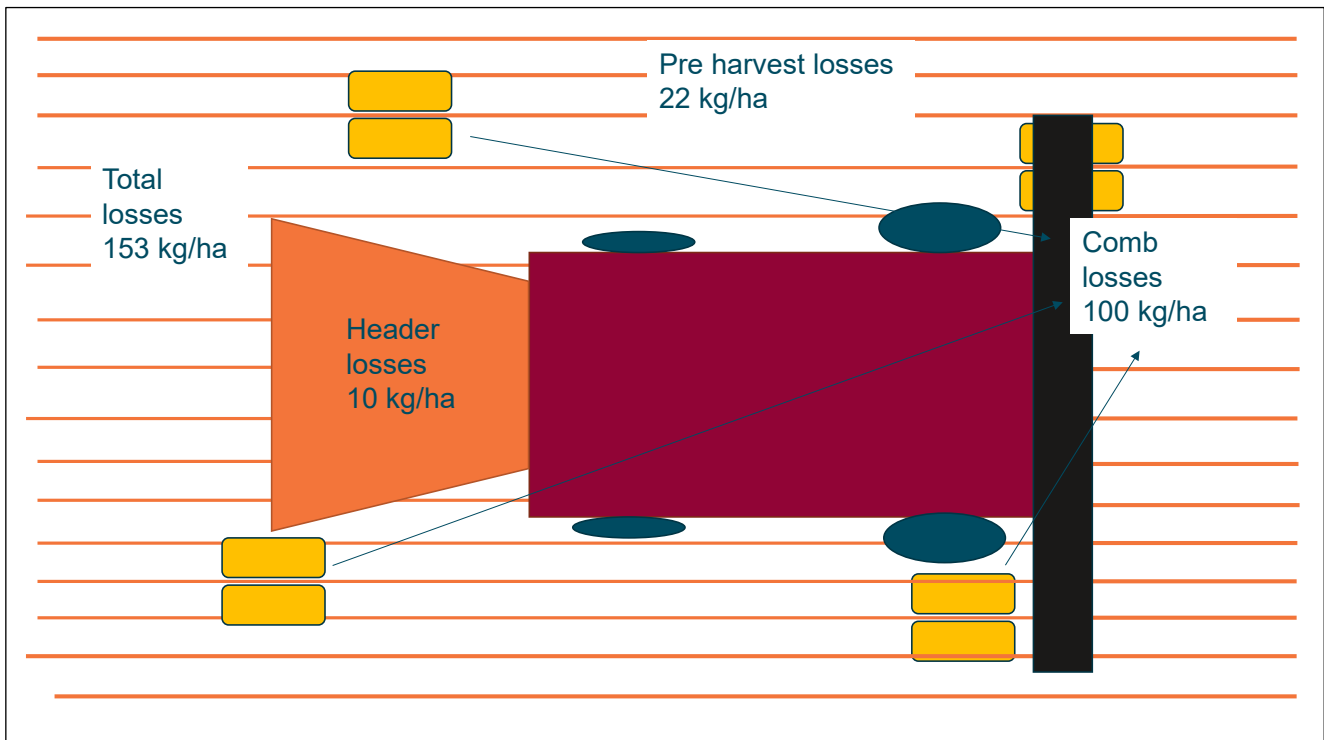 Pre harvest losses
22 kg/ha
Total
losses
153 kg/ha
Comb
losses
100 kg/ha
Header
losses
10 kg/ha